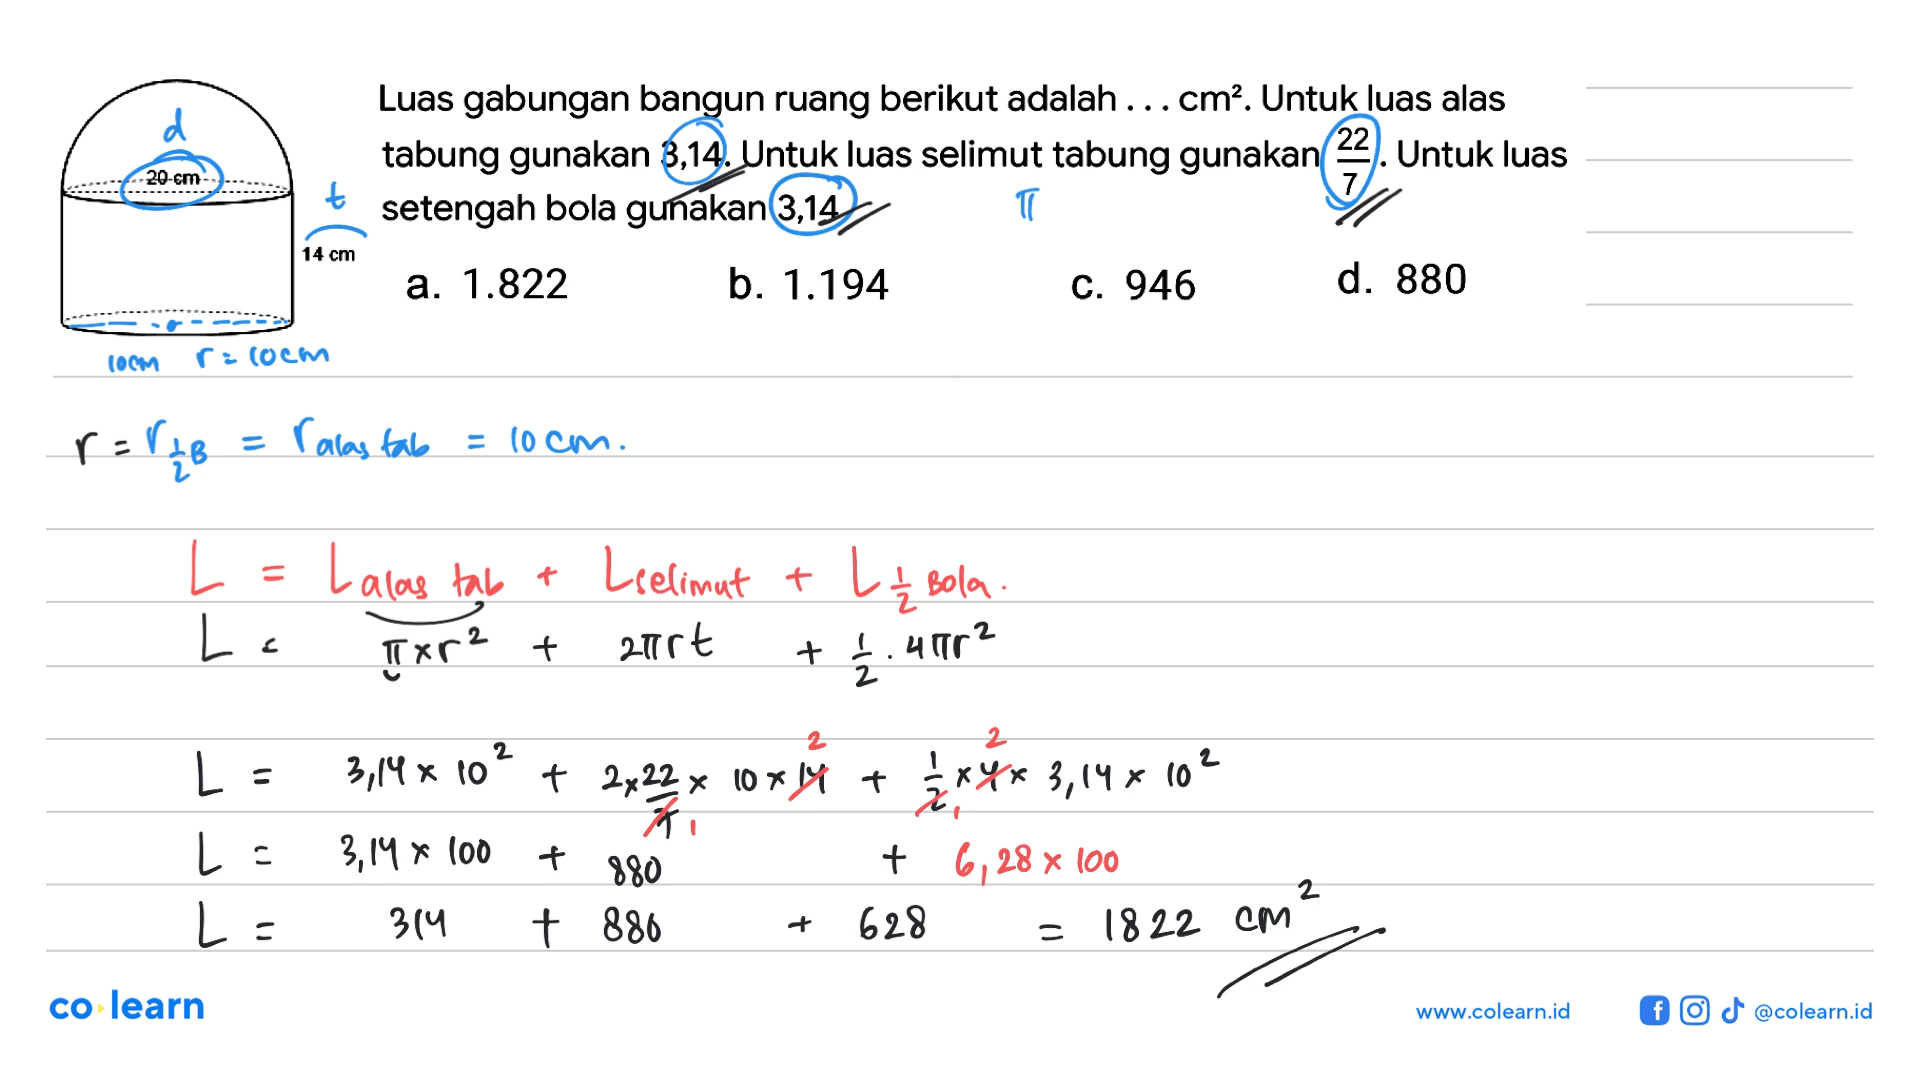 Luas gabungan bangun ruang berikut adalah . . . cm². Untuk luas alas
tabung gunakan 3,14. Untuk luas selimut tabung gunakan 22/7. Untuk luas
setengah bola gunakan 3,14
π
d
20 cm
t
14 cm
10cm r = 10cm
a. 1.822 b. 1.194 c. 946 d. 880
r = r ½B = r alas tab = 10 cm.
L = L alas tab + L selimut + L ½ Bola.
L = π × r² + 2πrt + ½ . 4πr²
L = 3,14 × 10² + 2 × 22/7 × 10 × 14 + ½ × 4 × 3,14 × 10²
2 2
1 1
L = 3,14 × 100 + 880 + 6,28 × 100
L = 314 + 880 + 628 = 1822 cm²
co learn
www.colearn.id @colearn.id